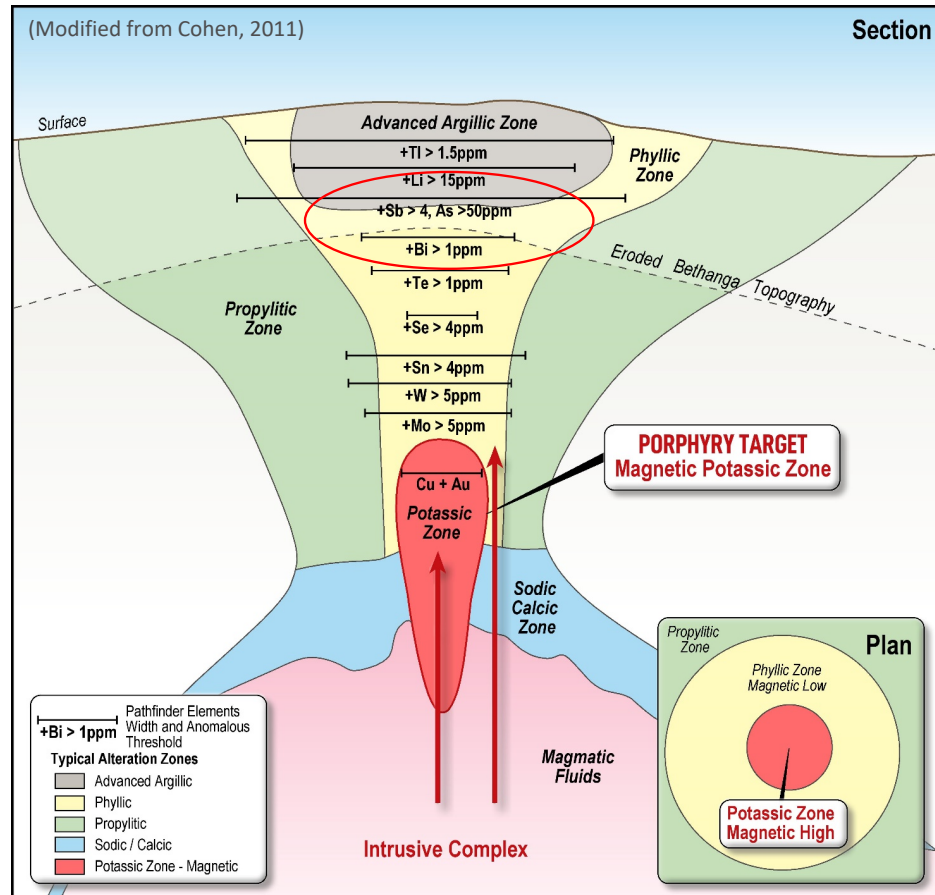 (Modified from Cohen, 2011)
Section
Surface
Advanced Argillic Zone
+Tl > 1.5ppm
Phyllic
Zone
+Li > 15ppm
+Sb > 4, As >50ppm
+Bi > 1ppm
Eroded Bethanga Topography
+Te > 1ppm
Propylitic
Zone
+Se > 4ppm
+Sn > 4ppm
+W > 5ppm
+Mo > 5ppm
PORPHYRY TARGET
Magnetic Potassic Zone
Cu + Au
Potassic
Zone
Sodic
Calcic
Zone
Magmatic
Fluids
Intrusive Complex
+Bi > 1ppm
Pathfinder Elements
Width and Anomalous
Threshold
Typical Alteration Zones
Advanced Argillic
Phyllic
Propylitic
Sodic / Calcic
Potassic Zone - Magnetic
Propylitic
Zone
Plan
Phyllic Zone
Magnetic Low
Potassic Zone
Magnetic High